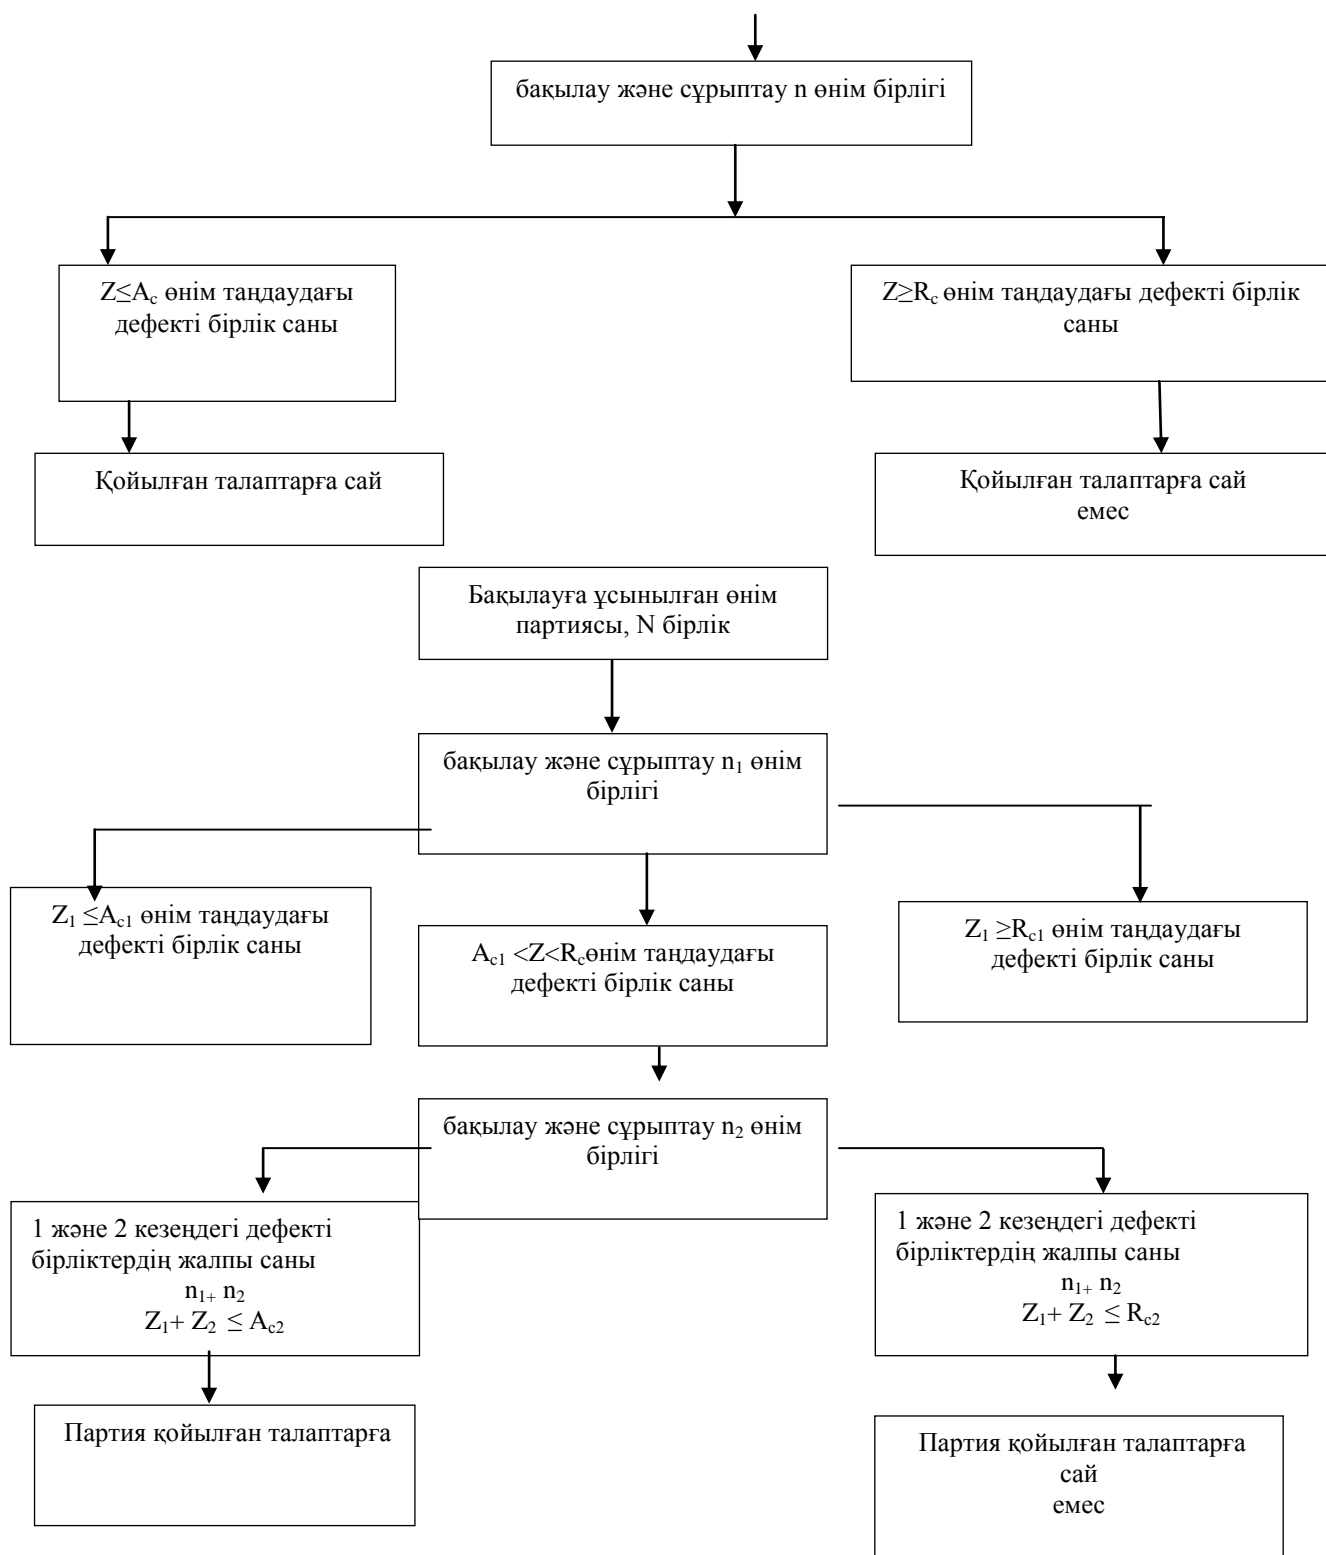 бақылау және сұрыптау n өнім бірлігі
Z≤Ac өнім таңдаудағы
дефекті бірлік саны
Z≥Rc өнім таңдаудағы дефекті бірлік
саны
Қойылған талаптарға сай
Қойылған талаптарға сай
емес
Бақылауға ұсынылған өнім
партиясы, N бірлік
бақылау және сұрыптау n1 өнім
бірлігі
Z1 ≤Ac1 өнім таңдаудағы
дефекті бірлік саны
Ac1 <Z<Rcөнім таңдаудағы
дефекті бірлік саны
Z1 ≥Rc1 өнім таңдаудағы
дефекті бірлік саны
бақылау және сұрыптау n2 өнім
бірлігі
1 және 2 кезеңдегі дефекті
бірліктердің жалпы саны
n1+ n2
Z1+ Z2 ≤ Ac2
1 және 2 кезеңдегі дефекті
бірліктердің жалпы саны
n1+ n2
Z1+ Z2 ≤ Rc2
Партия қойылған талаптарға
Партия қойылған талаптарға
сай
емес